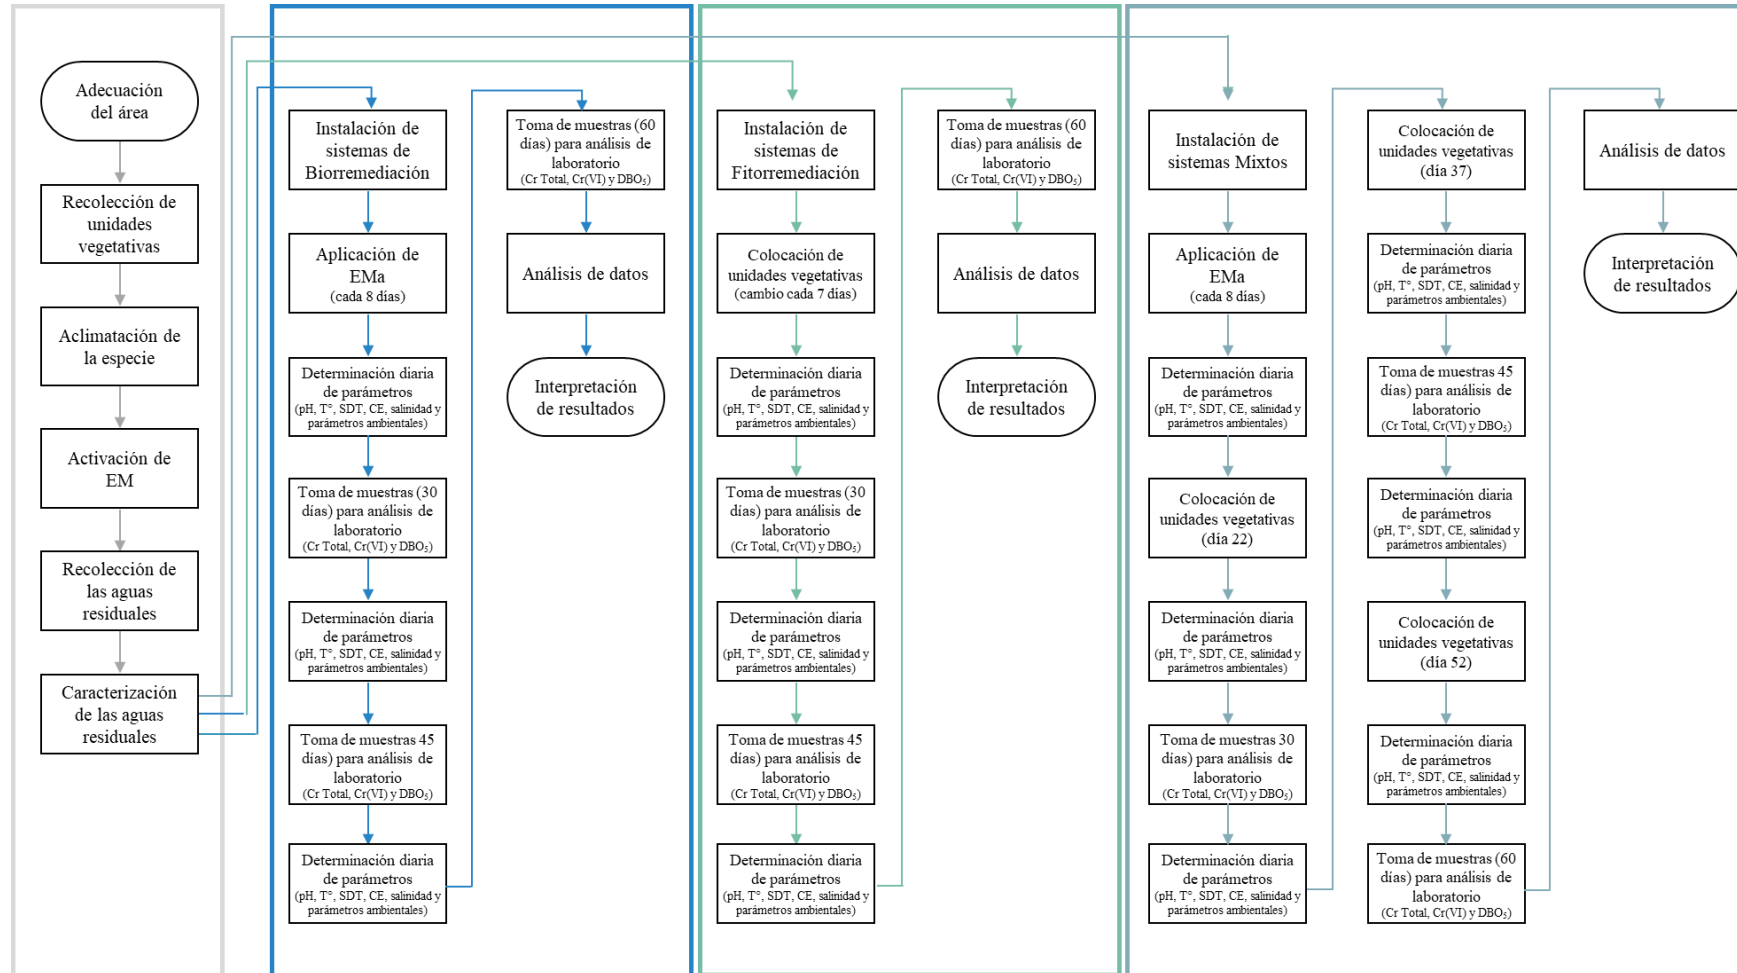 Adecuación
del área
Recolección de
unidades
vegetativas
Aclimatación de
la especie
Activación de
EM
Recolección de
las aguas
residuales
Caracterización
de las aguas
residuales
Instalación de
sistemas de
Biorremediación
Aplicación de
EMa
(cada 8 días)
Determinación diaria
de parámetros
(pH, T°, SDT, CE, salinidad y
parámetros ambientales)
Toma de muestras (30
días) para análisis de
laboratorio
(Cr Total, Cr(VI) y DBO₅)
Determinación diaria
de parámetros
(pH, T°, SDT, CE, salinidad y
parámetros ambientales)
Toma de muestras 45
días) para análisis de
laboratorio
(Cr Total, Cr(VI) y DBO₅)
Determinación diaria
de parámetros
(pH, T°, SDT, CE, salinidad y
parámetros ambientales)
Toma de muestras (60
días) para análisis de
laboratorio
(Cr Total, Cr(VI) y DBO₅)
Análisis de datos
Interpretación
de resultados
Instalación de
sistemas de
Fitorremediación
Colocación de
unidades vegetativas
(cambio cada 7 días)
Determinación diaria
de parámetros
(pH, T°, SDT, CE, salinidad y
parámetros ambientales)
Toma de muestras (30
días) para análisis de
laboratorio
(Cr Total, Cr(VI) y DBO₅)
Determinación diaria
de parámetros
(pH, T°, SDT, CE, salinidad y
parámetros ambientales)
Toma de muestras 45
días) para análisis de
laboratorio
(Cr Total, Cr(VI) y DBO₅)
Determinación diaria
de parámetros
(pH, T°, SDT, CE, salinidad y
parámetros ambientales)
Toma de muestras (60
días) para análisis de
laboratorio
(Cr Total, Cr(VI) y DBO₅)
Análisis de datos
Interpretación
de resultados
Instalación de
sistemas Mixtos
Aplicación de
EMa
(cada 8 días)
Determinación diaria
de parámetros
(pH, T°, SDT, CE, salinidad y
parámetros ambientales)
Colocación de
unidades vegetativas
(día 22)
Determinación diaria
de parámetros
(pH, T°, SDT, CE, salinidad y
parámetros ambientales)
Toma de muestras 30
días) para análisis de
laboratorio
(Cr Total, Cr(VI) y DBO₅)
Determinación diaria
de parámetros
(pH, T°, SDT, CE, salinidad y
parámetros ambientales)
Colocación de
unidades vegetativas
(día 37)
Determinación diaria
de parámetros
(pH, T°, SDT, CE, salinidad y
parámetros ambientales)
Toma de muestras 45
días) para análisis de
laboratorio
(Cr Total, Cr(VI) y DBO₅)
Determinación diaria
de parámetros
(pH, T°, SDT, CE, salinidad y
parámetros ambientales)
Colocación de
unidades vegetativas
(día 52)
Determinación diaria
de parámetros
(pH, T°, SDT, CE, salinidad y
parámetros ambientales)
Toma de muestras (60
días) para análisis de
laboratorio
(Cr Total, Cr(VI) y DBO₅)
Análisis de datos
Interpretación
de resultados